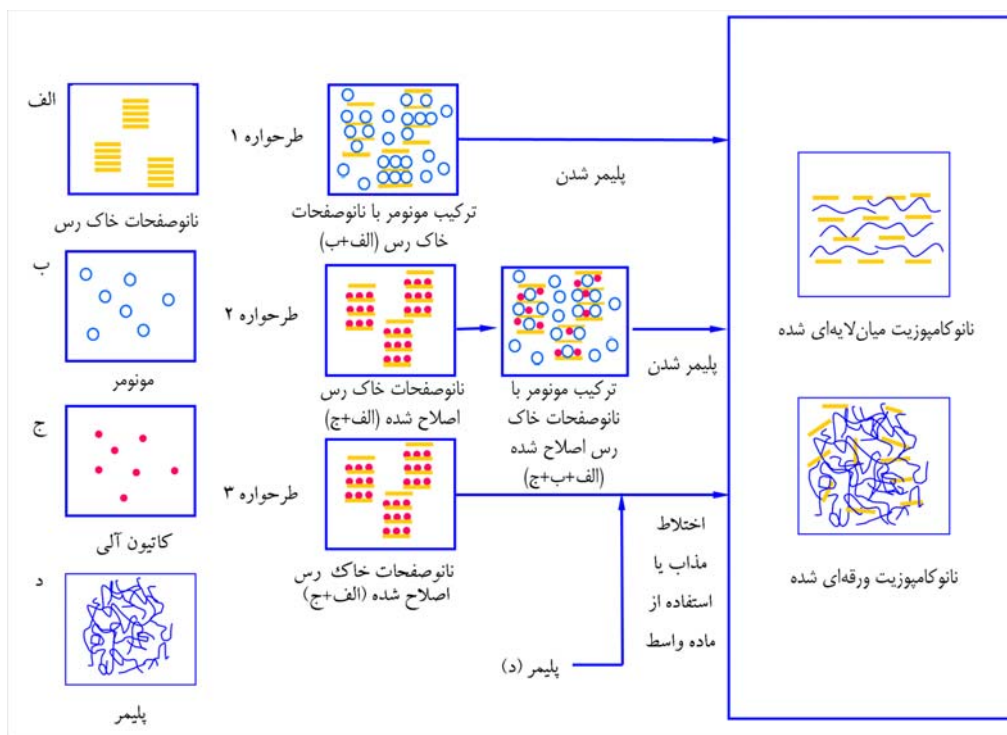 الف
نانوصفحات خاک رس
ب
مونومر
ج
کاتیون آلی
د
پلیمر
طرحواره ۱
ترکیب مونومر با نانوصفحات
خاک رس (الف+ب)
پلیمر شدن
طرحواره ۲
نانوصفحات خاک رس
اصلاح شده (الف+ج)
ترکیب مونومر با
نانوصفحات خاک
رس اصلاح شده
(الف+ب+ج)
پلیمر شدن
طرحواره ۳
نانوصفحات خاک رس
اصلاح شده (الف+ج)
پلیمر (د)
اختلاط
مذاب یا
استفاده از
ماده واسط
نانوکامپوزیت میان‌لایه‌ای شده
نانوکامپوزیت ورقه‌ای شده